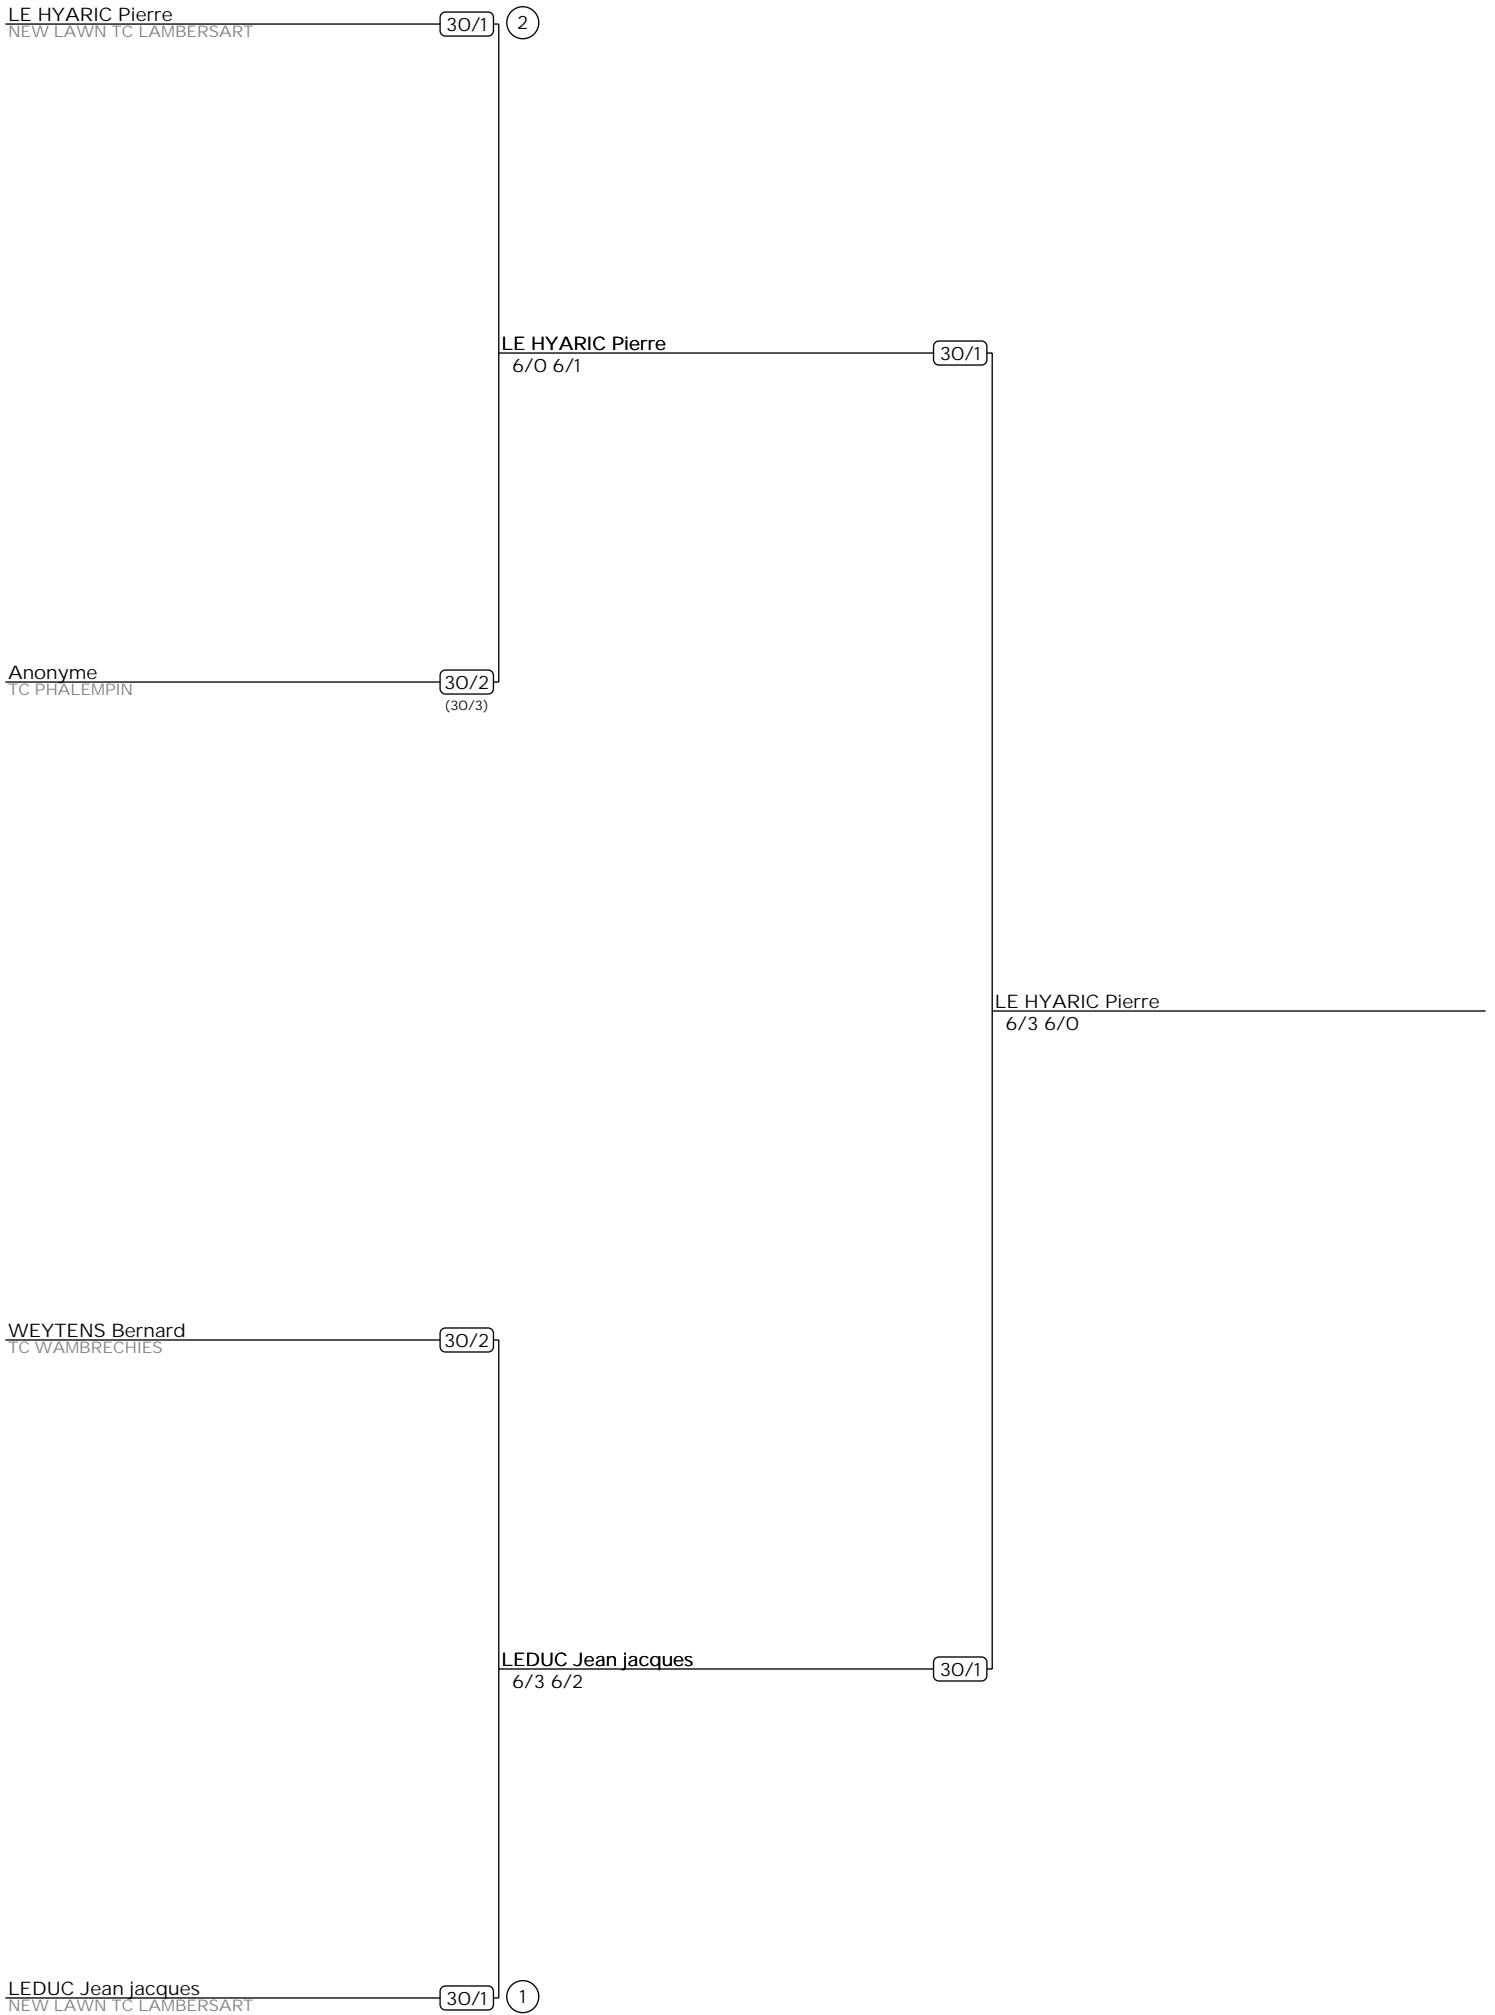 LE HYARIC Pierre
NEW LAWN TC LAMBERSART
30/1
2
LE HYARIC Pierre
6/0 6/1
30/1
Anonyme
TC PHALEMPIN
30/2
(30/3)
LE HYARIC Pierre
6/3 6/0
WEYTENS Bernard
TC WAMBRECHIES
30/2
LEDUC Jean jacques
6/3 6/2
30/1
LEDUC Jean jacques
NEW LAWN TC LAMBERSART
30/1
1